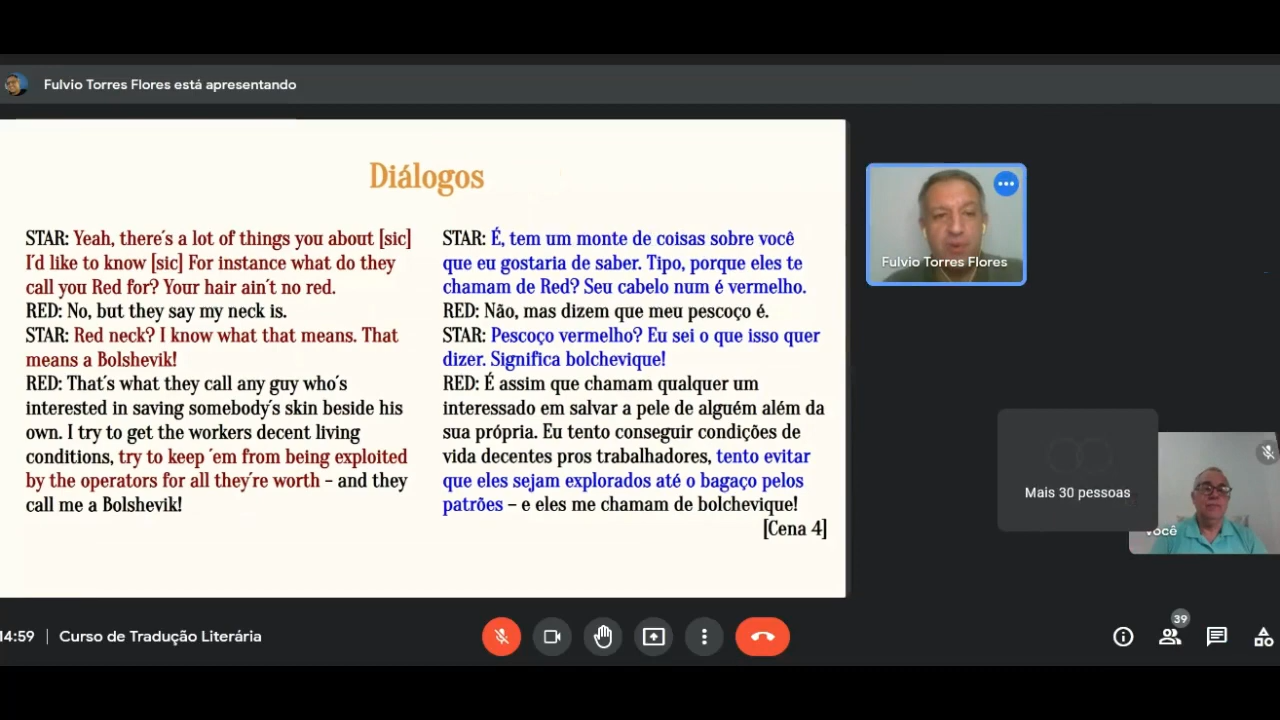 Fulvio Torres Flores está apresentando
Diálogos
STAR: Yeah, there´s a lot of things you about [sic]
I´d like to know [sic] For instance what do they
call you Red for? Your hair ain´t no red.
RED: No, but they say my neck is.
STAR: Red neck? I know what that means. That
means a Bolshevik!
RED: That´s what they call any guy who´s
interested in saving somebody´s skin beside his
own. I try to get the workers decent living
conditions, try to keep ´em from being exploited
by the operators for all they´re worth – and they
call me a Bolshevik!
STAR: É, tem um monte de coisas sobre você
que eu gostaria de saber. Tipo, porque eles te
chamam de Red? Seu cabelo num é vermelho.
RED: Não, mas dizem que meu pescoço é.
STAR: Pescoço vermelho? Eu sei o que isso quer
dizer. Significa bolchevique!
RED: É assim que chamam qualquer um
interessado em salvar a pele de alguém além da
sua própria. Eu tento conseguir condições de
vida decentes pros trabalhadores, tento evitar
que eles sejam explorados até o bagaço pelos
patrões – e eles me chamam de bolchevique!
[Cena 4]
Fulvio Torres Flores
Mais 30 pessoas
Você
14:59 | Curso de Tradução Literária
39